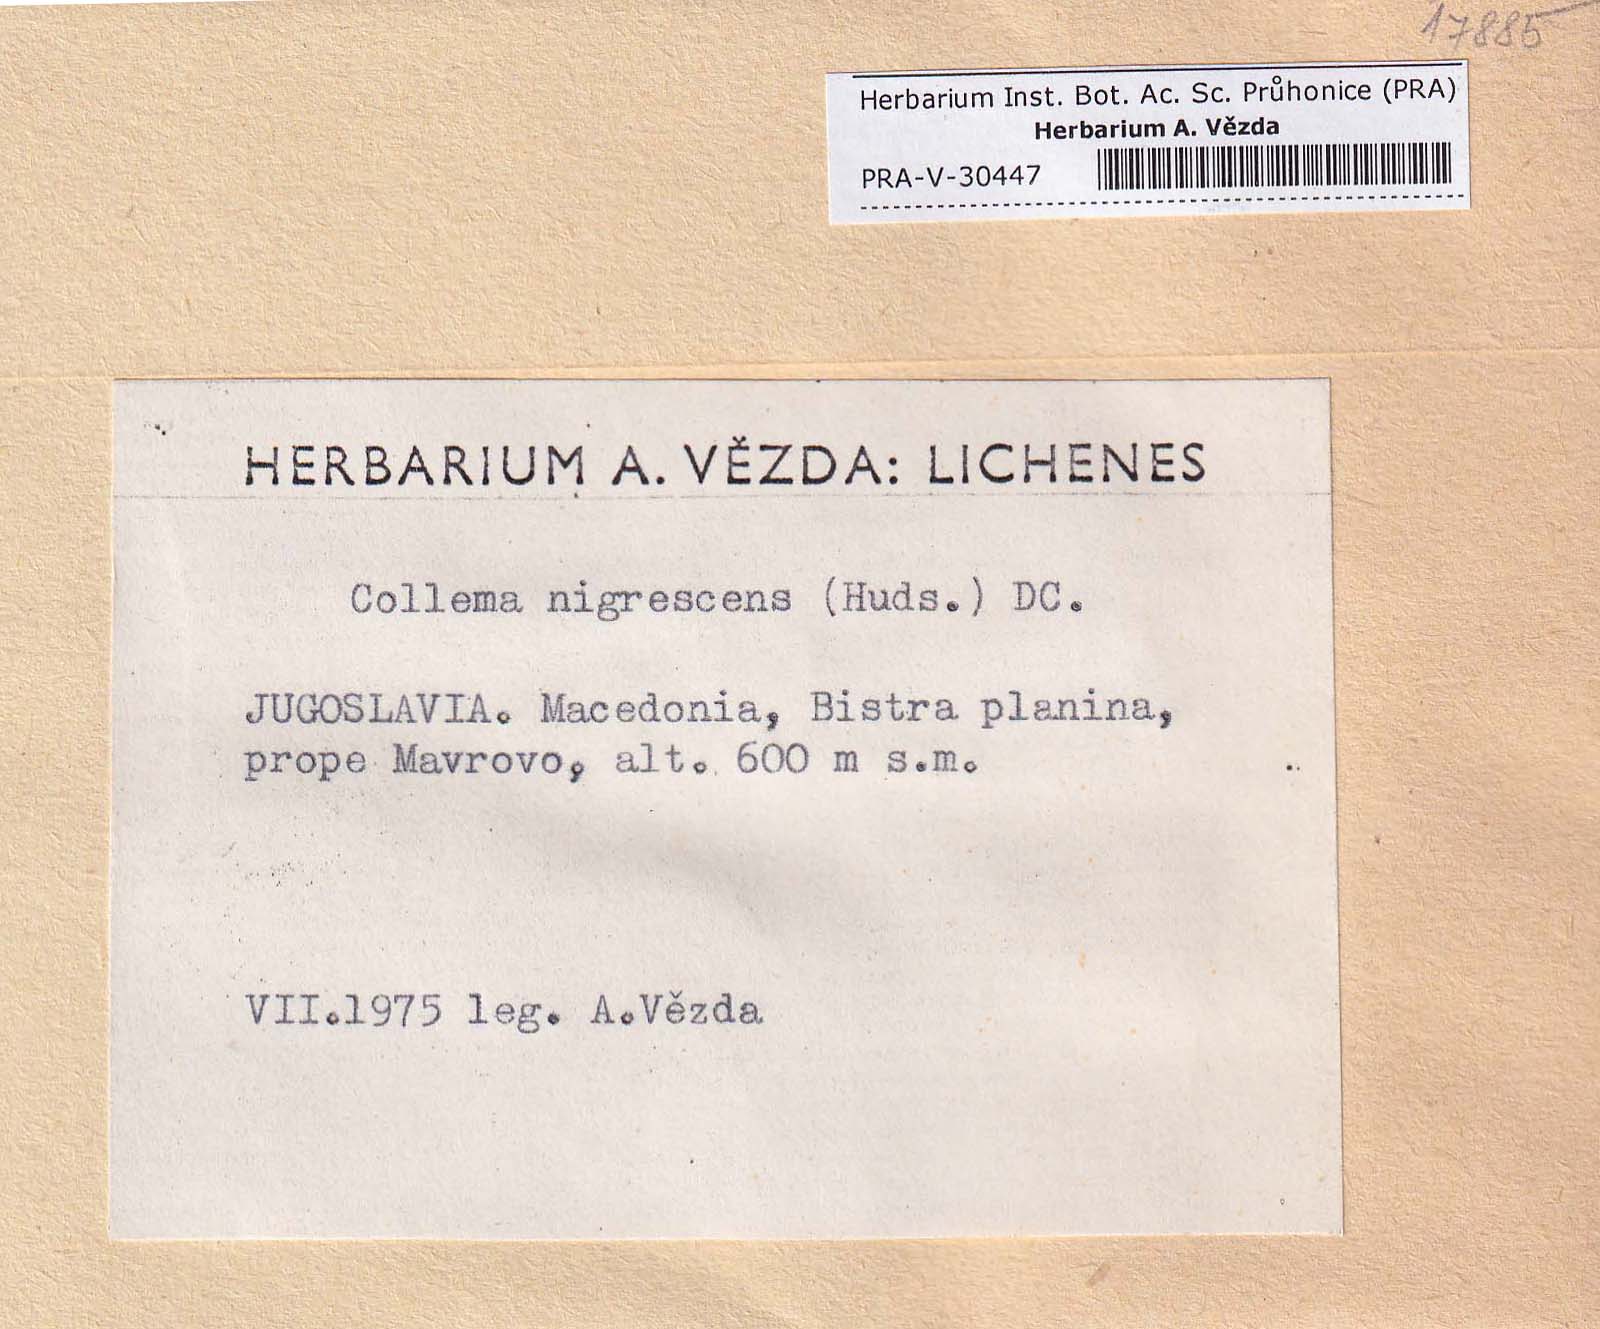 17885
Herbarium Inst. Bot. Ac. Sc. Průhonice (PRA)
Herbarium A. Vězda
PRA-V-30447
HERBARIUM A. VĚZDA: LICHENES
Collema nigrescens (Huds.) DC.
JUGOSLAVIA. Macedonia, Bistra planina,
prope Mavrovo, alt. 600 m s.m.
VII.1975 leg. A.Vězda